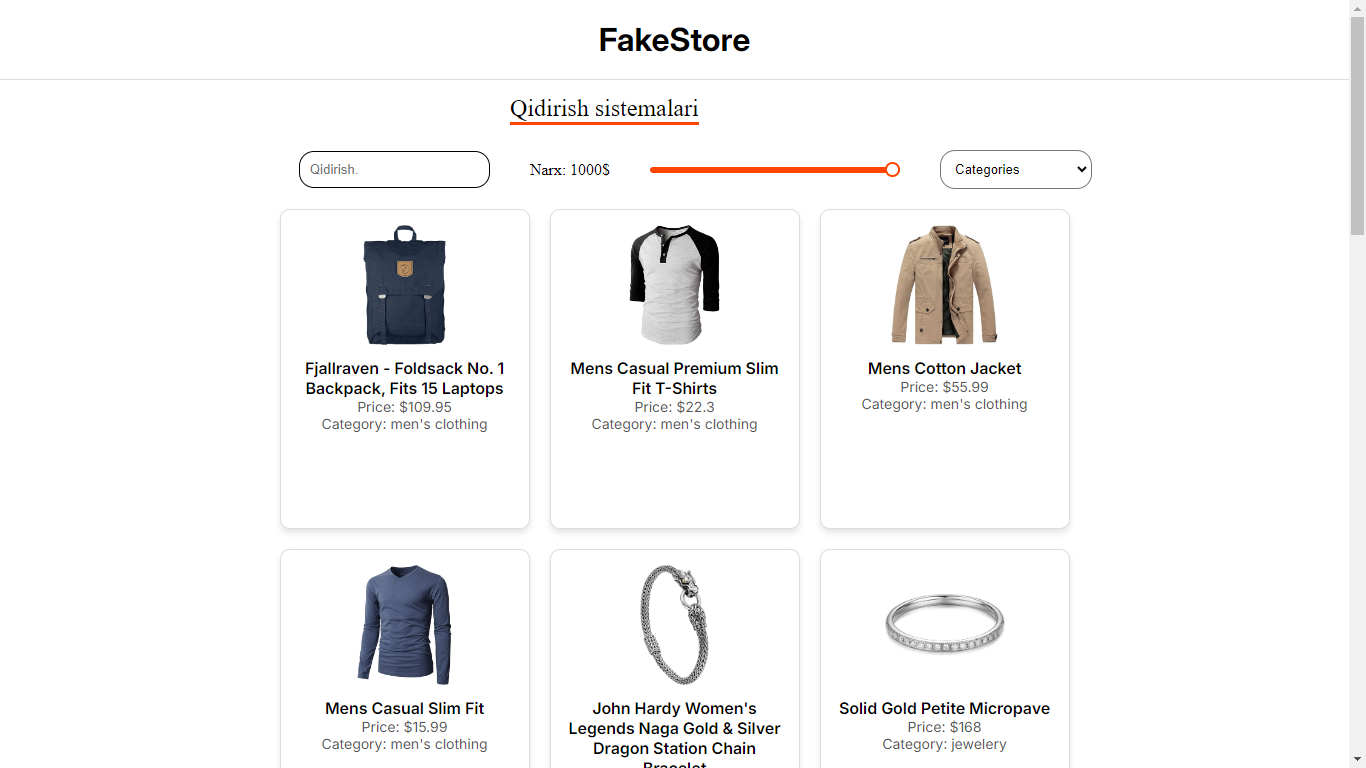 FakeStore
Qidirish sistemalari
Qidirish.
Narx: 1000$
Categories
Fjallraven - Foldsack No. 1
Backpack, Fits 15 Laptops
Price: $109.95
Category: men's clothing
Mens Casual Premium Slim
Fit T-Shirts
Price: $22.3
Category: men's clothing
Mens Cotton Jacket
Price: $55.99
Category: men's clothing
Mens Casual Slim Fit
Price: $15.99
Category: men's clothing
John Hardy Women's
Legends Naga Gold & Silver
Dragon Station Chain
Bracelet
Solid Gold Petite Micropave
Price: $168
Category: jewelery